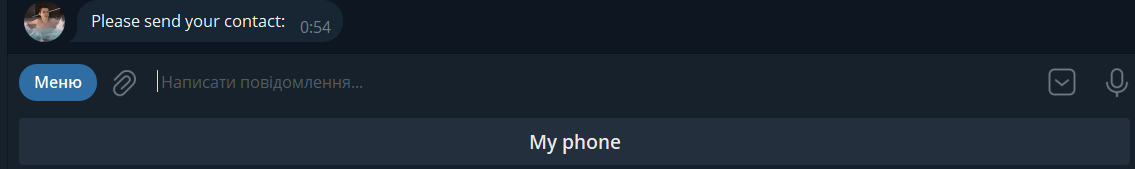 Please send your contact:
0:54
Меню
Написати повідомлення...
My phone